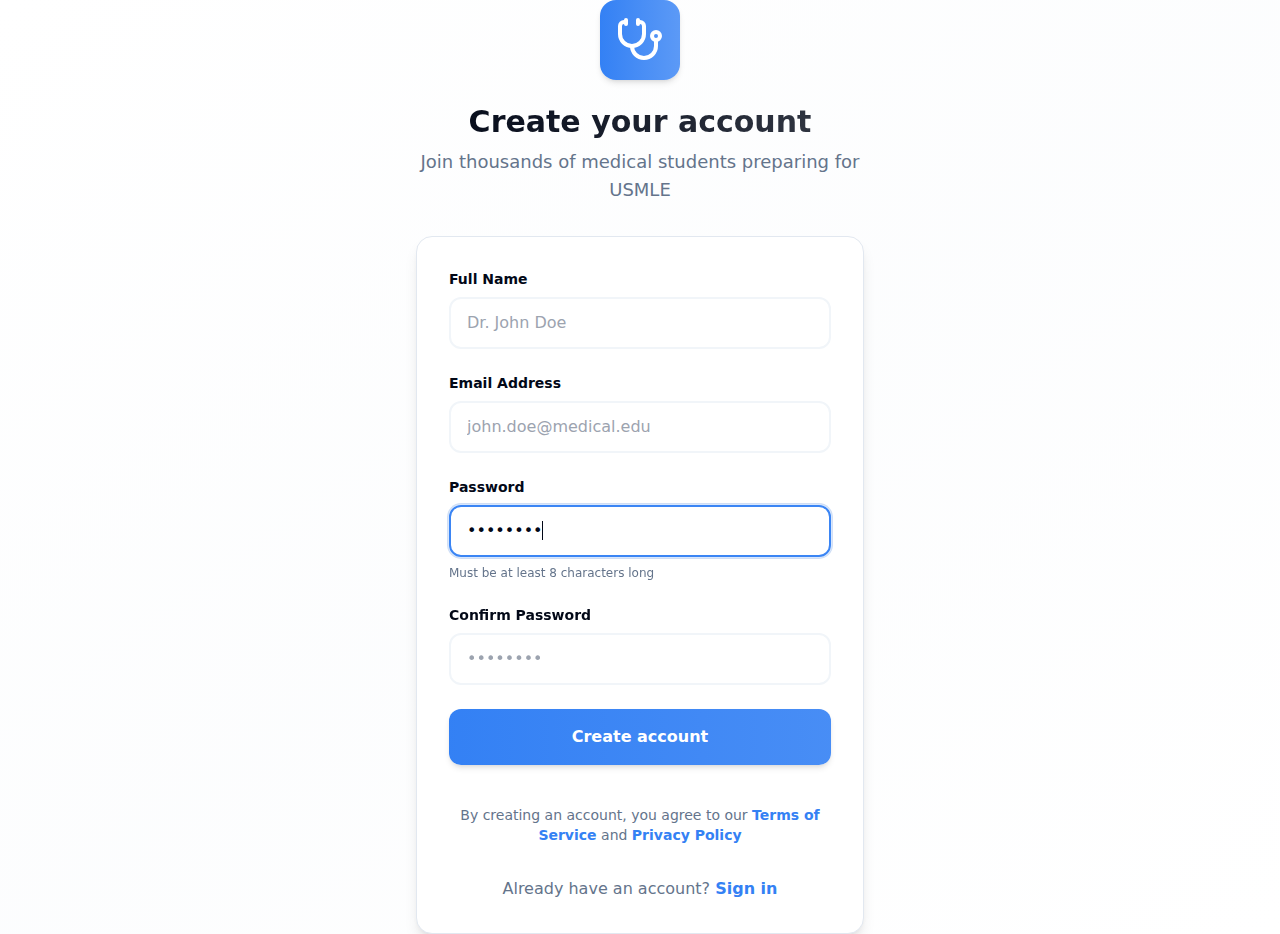 Create your account
Join thousands of medical students preparing for
USMLE
Full Name
Dr. John Doe
Email Address
john.doe@medical.edu
Password
••••••••
Must be at least 8 characters long
Confirm Password
••••••••
Create account
By creating an account, you agree to our Terms of
Service and Privacy Policy
Already have an account? Sign in